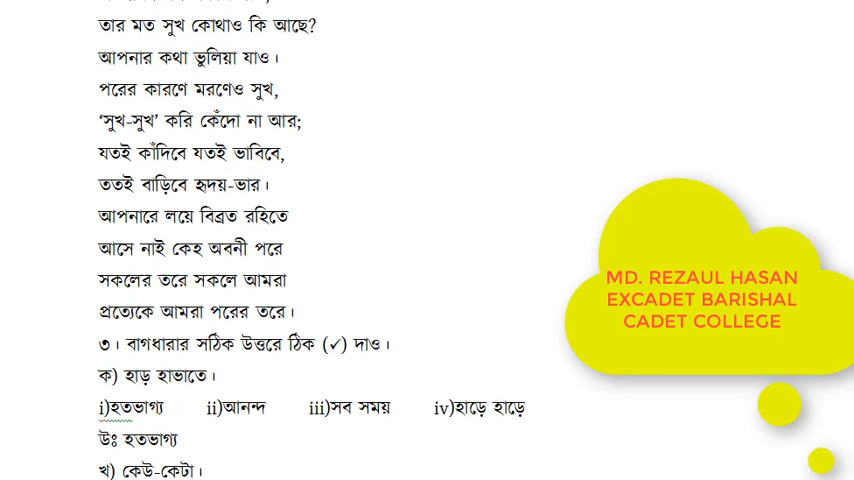 তার মত সুখ কোথাও কি আছে?
আপনার কথা ভুলিয়া যাও।
পরের কারণে মরণেও সুখ,
‘সুখ-সুখ’ করি কেঁদো না আর;
যতই কাঁদিবে যতই ভাবিবে,
ততই বাড়িবে হৃদয়-ভার।
আপনারে লয়ে বিব্রত রহিতে
আসে নাই কেহ অবনী পরে
সকলের তরে সকলে আমরা
প্রত্যেকে আমরা পরের তরে।
৩। বাগধারার সঠিক উত্তরে ঠিক (✓) দাও।
ক) হাড় হাভাতে।
i)হতভাগ্য ii)আনন্দ iii)সব সময় iv)হাড়ে হাড়ে
উঃ হতভাগ্য
খ) কেউ-কেটা।
MD. REZAUL HASAN
EXCADET BARISHAL
CADET COLLEGE